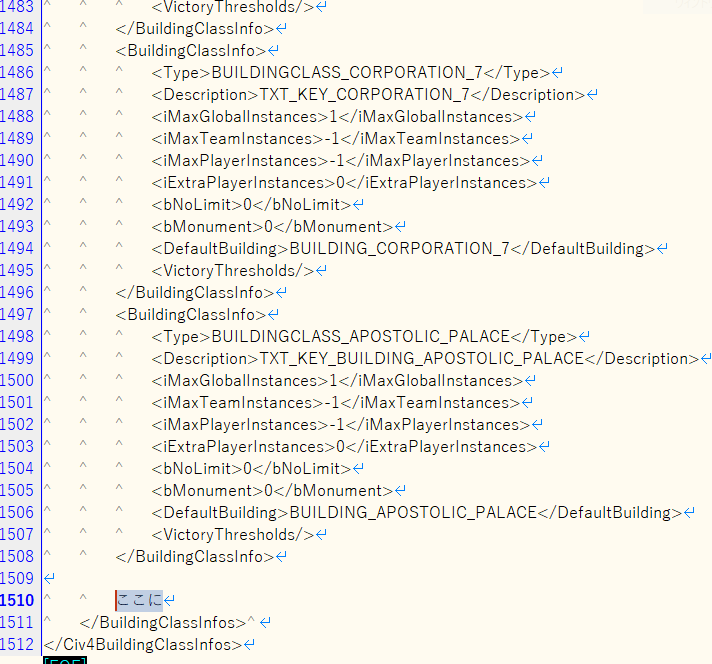 1483 <VictoryThresholds/>
1484 </BuildingClassInfo>
1485 <BuildingClassInfo>
1486 <Type>BUILDINGCLASS_CORPORATION_7</Type>
1487 <Description>TXT_KEY_CORPORATION_7</Description>
1488 <iMaxGlobalInstances>1</iMaxGlobalInstances>
1489 <iMaxTeamInstances>-1</iMaxTeamInstances>
1490 <iMaxPlayerInstances>-1</iMaxPlayerInstances>
1491 <iExtraPlayerInstances>0</iExtraPlayerInstances>
1492 <bNoLimit>0</bNoLimit>
1493 <bMonument>0</bMonument>
1494 <DefaultBuilding>BUILDING_CORPORATION_7</DefaultBuilding>
1495 <VictoryThresholds/>
1496 </BuildingClassInfo>
1497 <BuildingClassInfo>
1498 <Type>BUILDINGCLASS_APOSTOLIC_PALACE</Type>
1499 <Description>TXT_KEY_BUILDING_APOSTOLIC_PALACE</Description>
1500 <iMaxGlobalInstances>1</iMaxGlobalInstances>
1501 <iMaxTeamInstances>-1</iMaxTeamInstances>
1502 <iMaxPlayerInstances>-1</iMaxPlayerInstances>
1503 <iExtraPlayerInstances>0</iExtraPlayerInstances>
1504 <bNoLimit>0</bNoLimit>
1505 <bMonument>0</bMonument>
1506 <DefaultBuilding>BUILDING_APOSTOLIC_PALACE</DefaultBuilding>
1507 <VictoryThresholds/>
1508 </BuildingClassInfo>
1509
1510 ここに
1511 </BuildingClassInfos>
1512 </Civ4BuildingClassInfos>
[EOF]